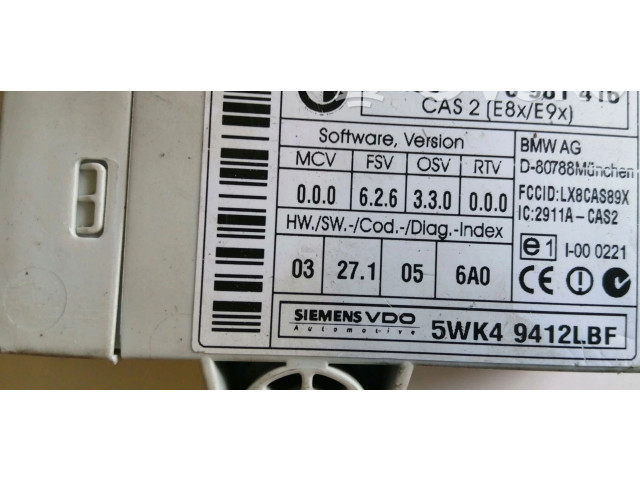 CAS 2 (E8x/E9x)
Software, Version
MCV FSV OSV RTV
0.0.0 6.2.6 3.3.0 0.0.0
HW./SW.-/Cod.-/Diag.-Index
03 27.1 05 6A0
BMW AG
D-80788München
FCCID:LX8CAS89X
IC:2911A-CAS2
e1 I-00 0221
CE
SIEMENS VDO
Automotive
5WK4 9412LBF